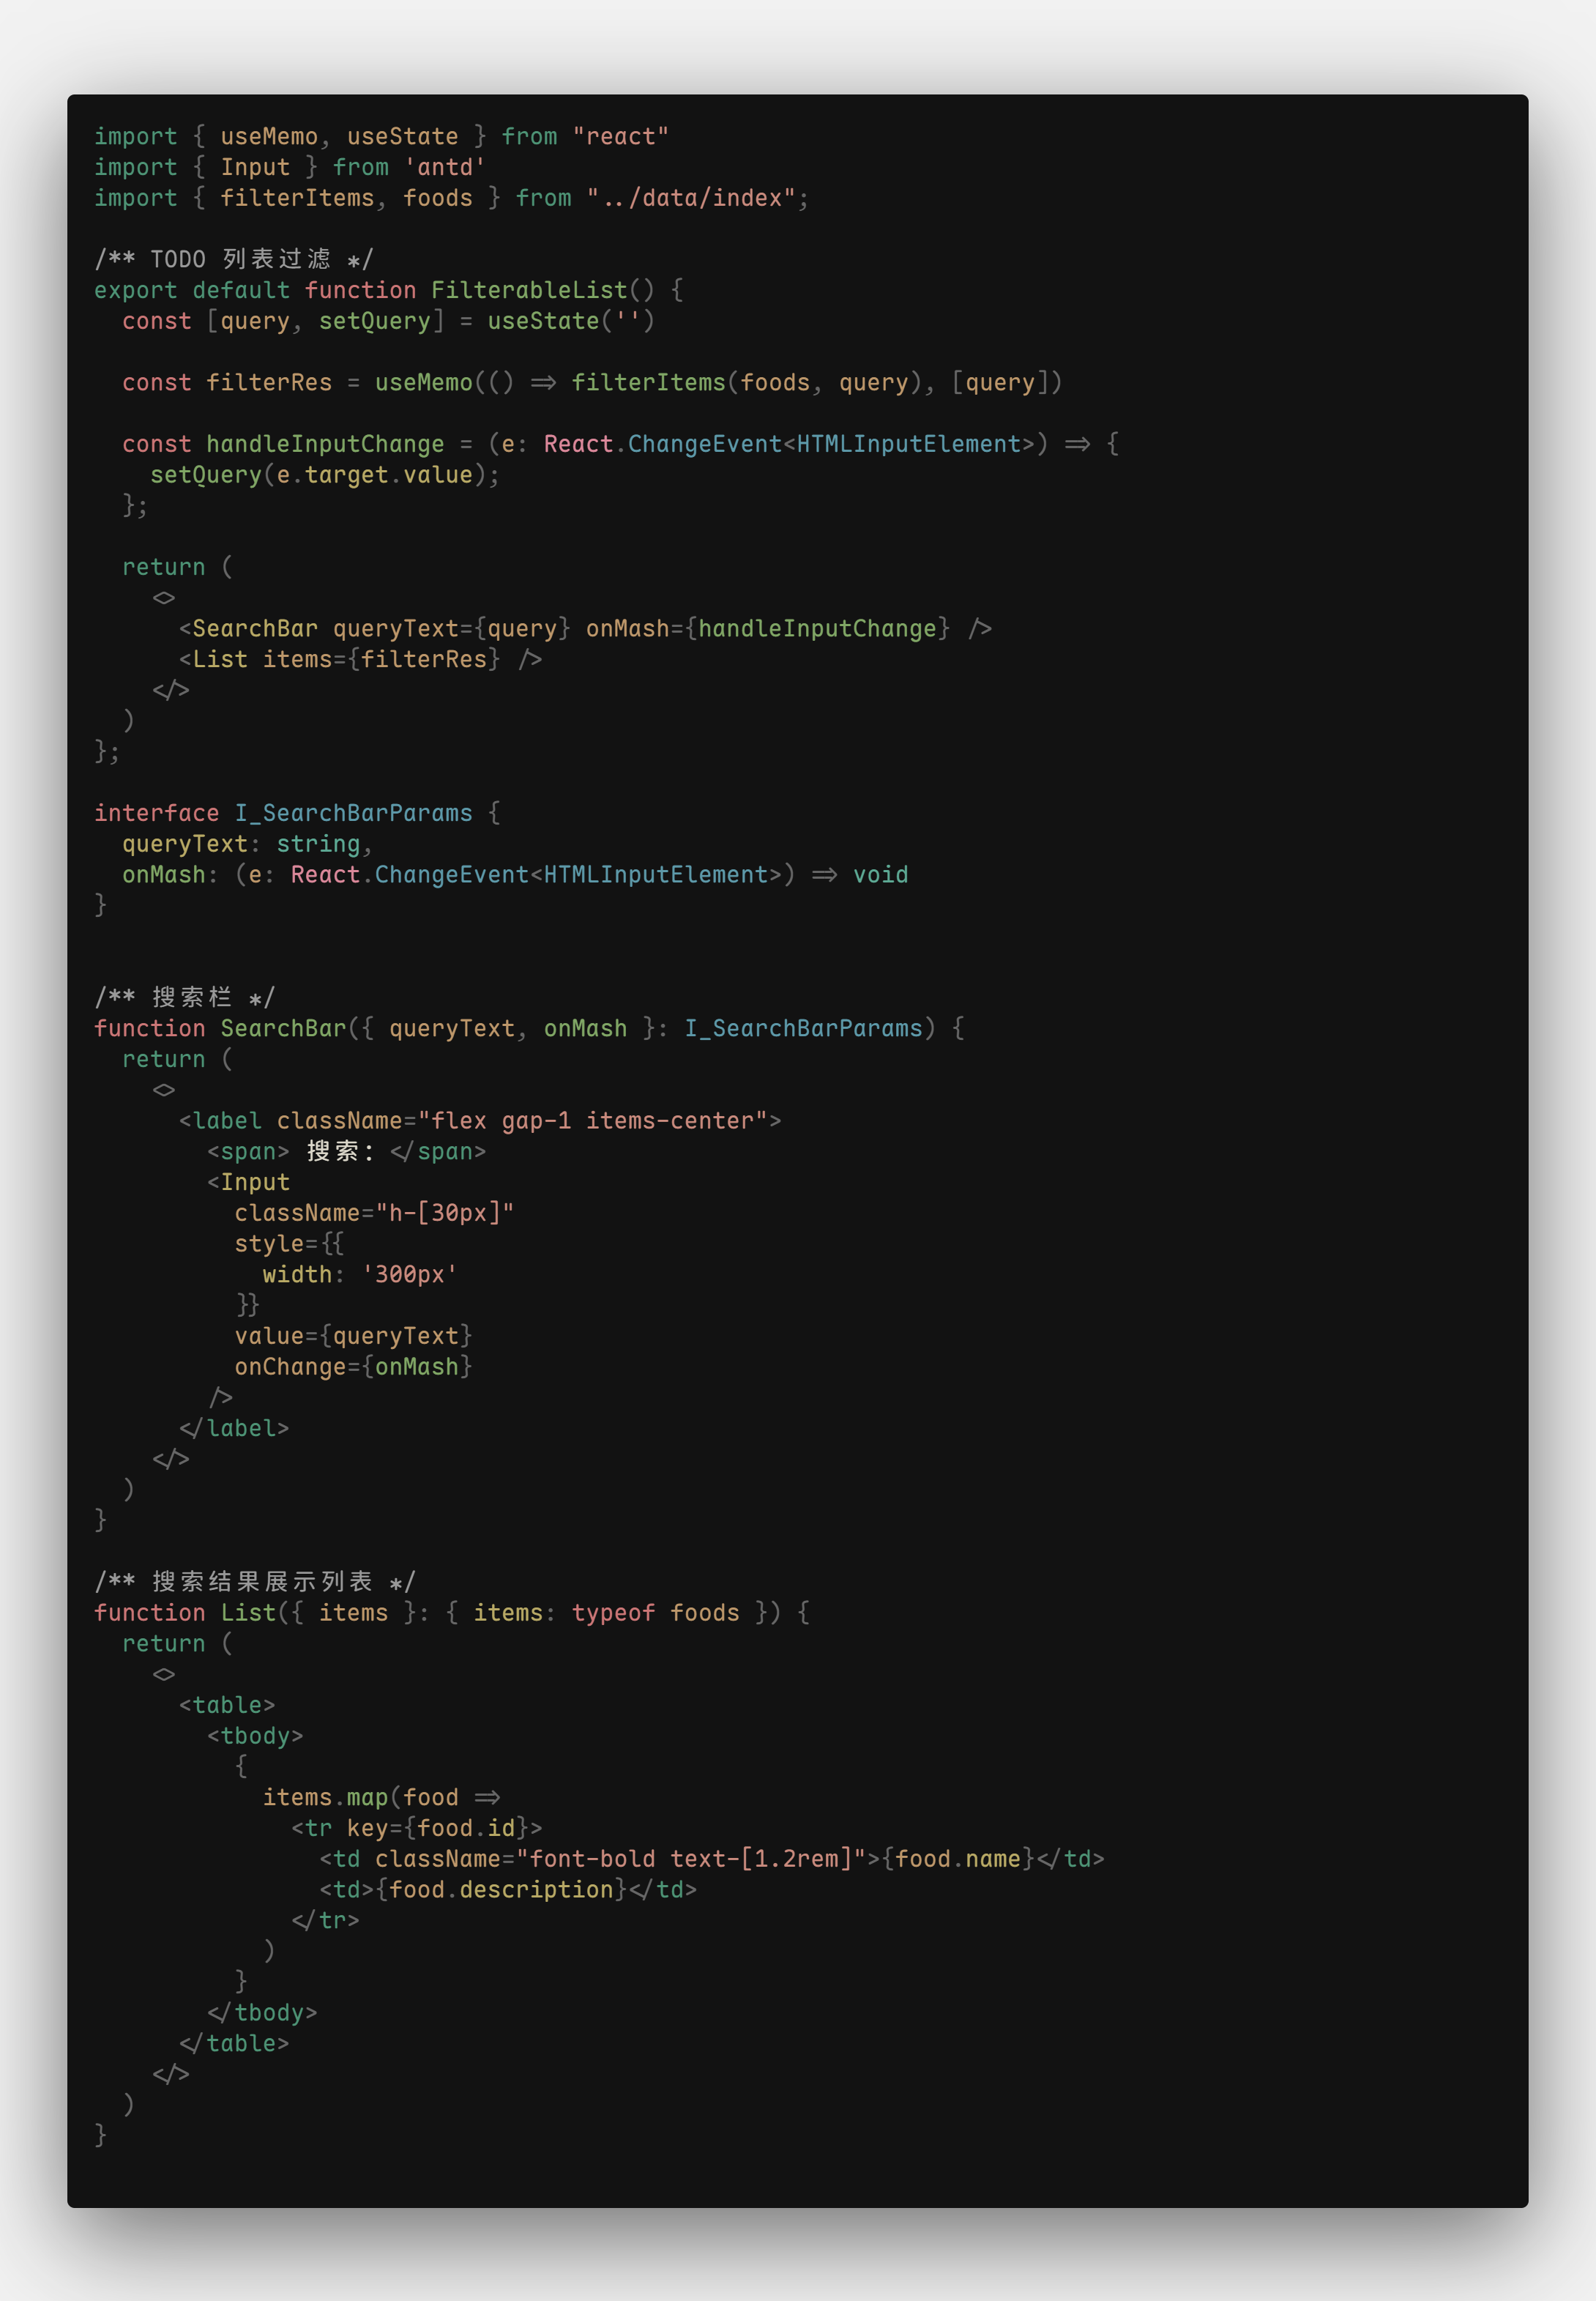 import { useMemo, useState } from "react"
import { Input } from 'antd'
import { filterItems, foods } from "../data/index";

/** TODO 列表过滤 */
export default function FilterableList() {
  const [query, setQuery] = useState('')

  const filterRes = useMemo(() => filterItems(foods, query), [query])

  const handleInputChange = (e: React.ChangeEvent<HTMLInputElement>) => {
    setQuery(e.target.value);
  };

  return (
    <>
      <SearchBar queryText={query} onMash={handleInputChange} />
      <List items={filterRes} />
    </>
  )
};

interface I_SearchBarParams {
  queryText: string,
  onMash: (e: React.ChangeEvent<HTMLInputElement>) => void
}


/** 搜索栏 */
function SearchBar({ queryText, onMash }: I_SearchBarParams) {
  return (
    <>
      <label className="flex gap-1 items-center">
        <span> 搜索: </span>
        <Input
          className="h-[30px]"
          style={{
            width: '300px'
          }}
          value={queryText}
          onChange={onMash}
        />
      </label>
    </>
  )
}

/** 搜索结果展示列表 */
function List({ items }: { items: typeof foods }) {
  return (
    <>
      <table>
        <tbody>
          {
            items.map(food =>
              <tr key={food.id}>
                <td className="font-bold text-[1.2rem]">{food.name}</td>
                <td>{food.description}</td>
              </tr>
            )
          }
        </tbody>
      </table>
    </>
  )
}